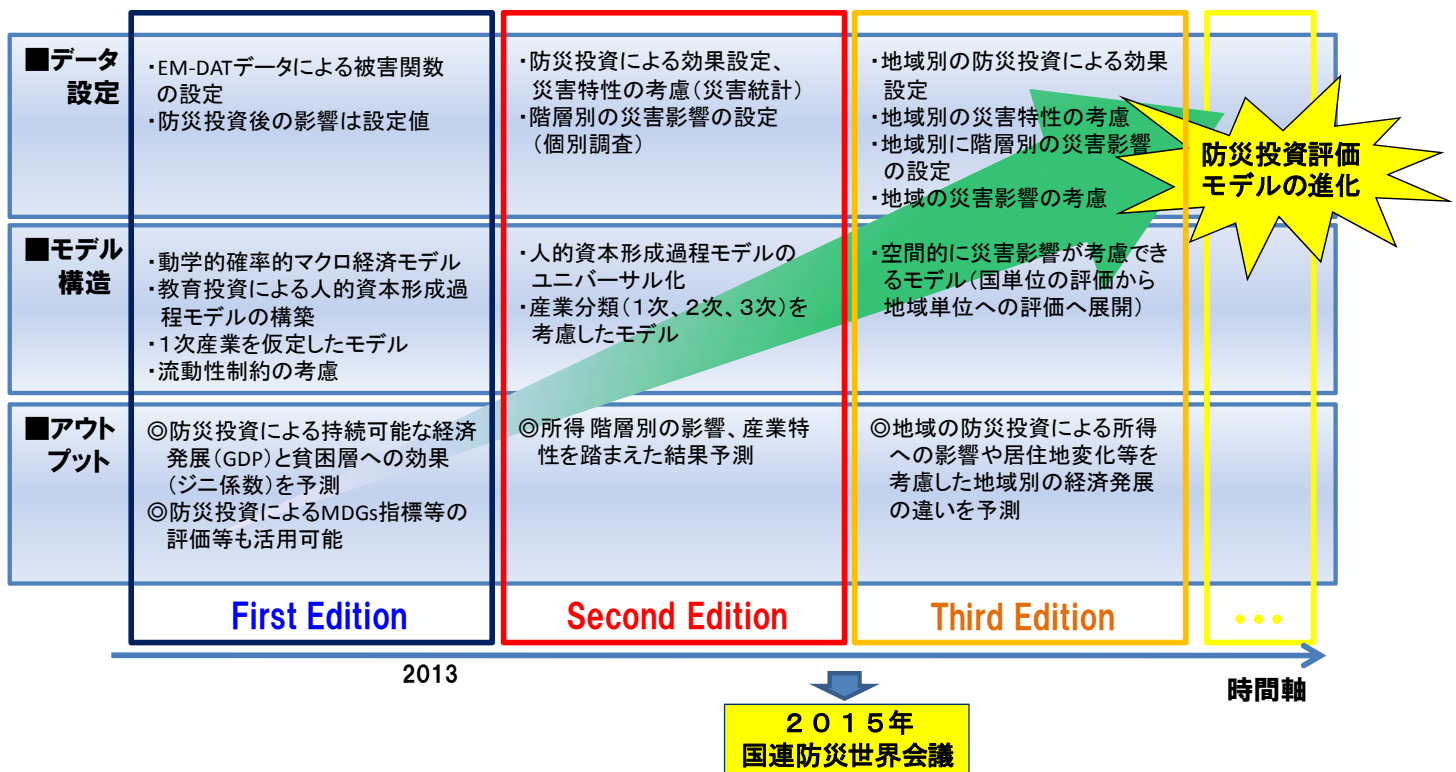 ■データ
設定
・EM-DATデータによる被害関数
の設定
・防災投資後の影響は設定値
・防災投資による効果設定、
災害特性の考慮(災害統計)
・階層別の災害影響の設定
(個別調査)
・地域別の防災投資による効果
設定
・地域別の災害特性の考慮
・地域別に階層別の災害影響
の設定
・地域の災害影響の考慮
防災投資評価
モデルの進化
■モデル
構造
・動学的確率的マクロ経済モデル
・教育投資による人的資本形成過
程モデルの構築
・1次産業を仮定したモデル
・流動性制約の考慮
・人的資本形成過程モデルの
ユニバーサル化
・産業分類(1次、2次、3次)を
考慮したモデル
・空間的に災害影響が考慮でき
るモデル(国単位の評価から
地域単位への評価へ展開)
■アウト
プット
◎防災投資による持続可能な経済
発展(GDP)と貧困層への効果
(ジニ係数)を予測
◎防災投資によるMDGs指標等の
評価等も活用可能
◎所得 階層別の影響、産業特
性を踏まえた結果予測
◎地域の防災投資による所得
への影響や居住地変化等を
考慮した地域別の経済発展
の違いを予測
First Edition
Second Edition
Third Edition
・・・
2013
時間軸
2015年
国連防災世界会議